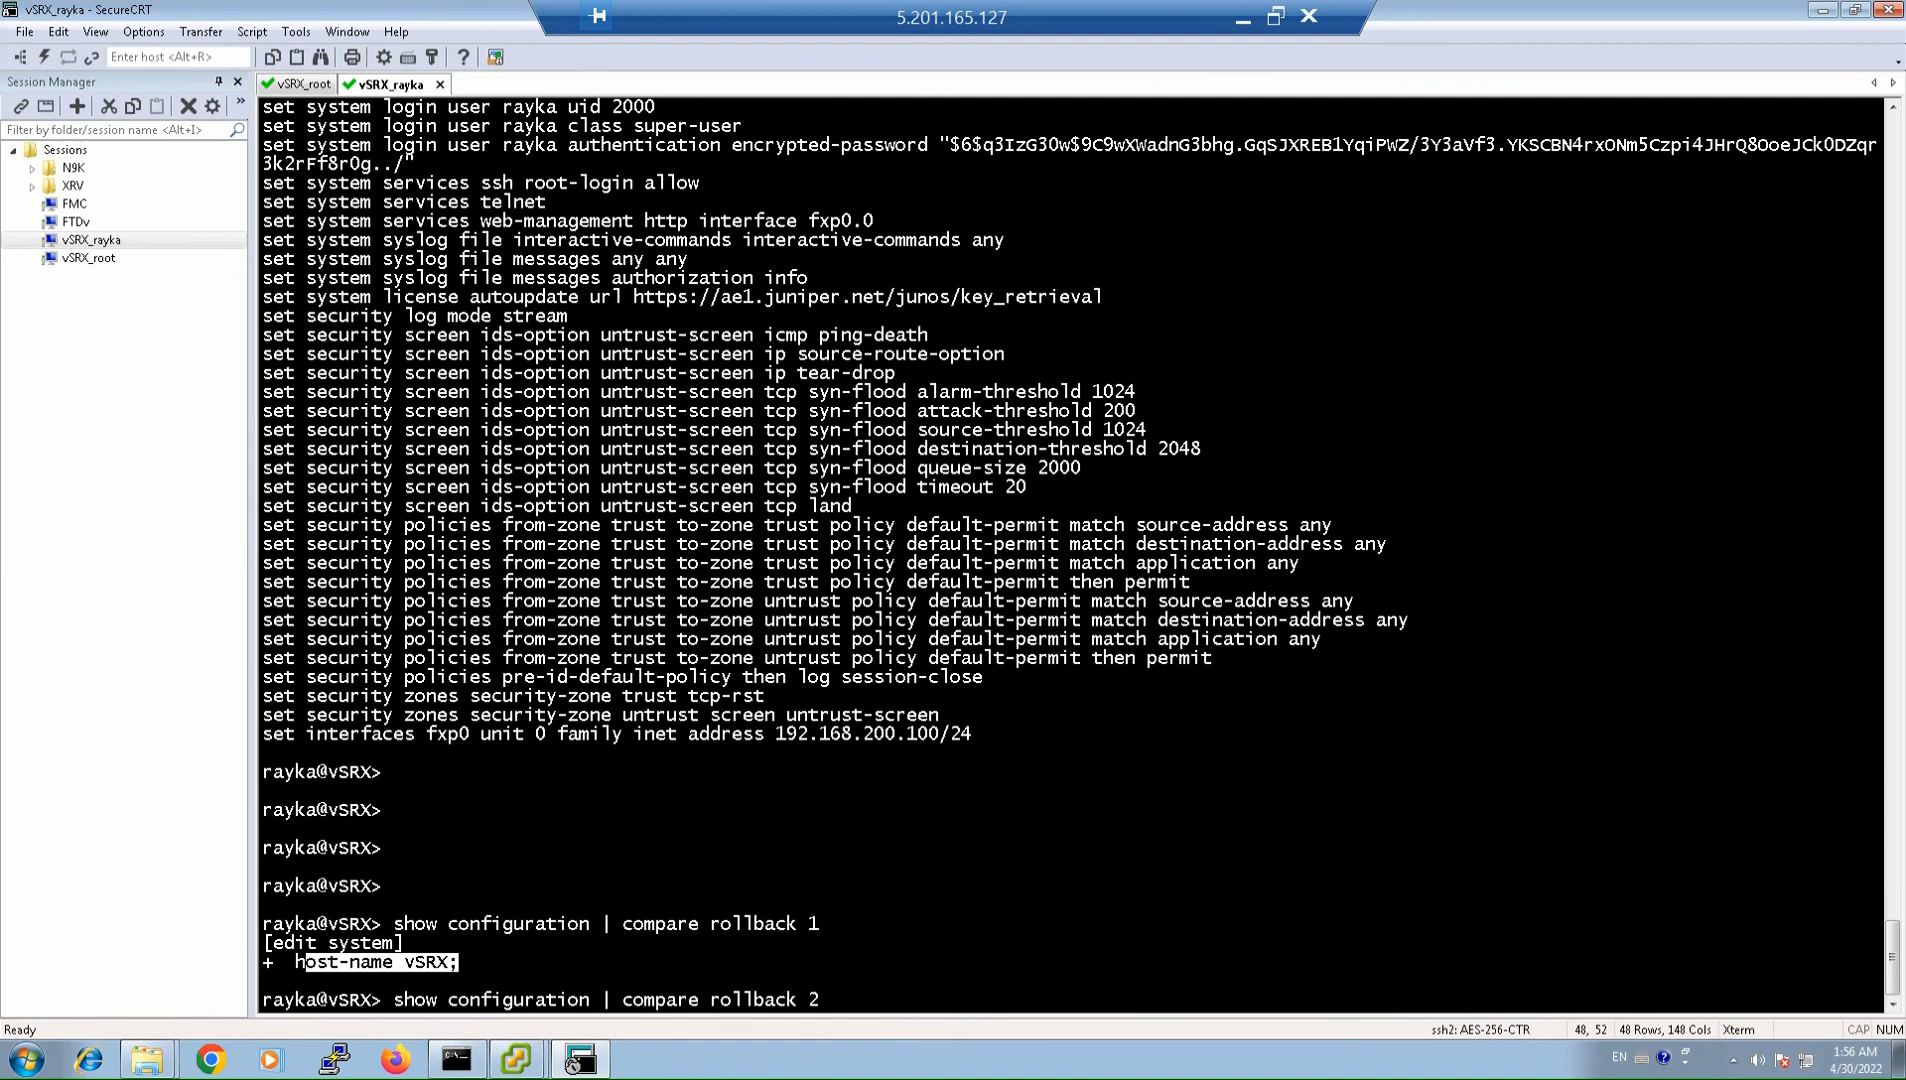 vSRX_rayka - SecureCRT
5.201.165.127
File Edit View Options Transfer Script Tools Window Help
Enter host <Alt+R>
Session Manager
vSRX_root
vSRX_rayka
Filter by folder/session name <Alt+I>
Sessions
N9K
XRV
FMC
FTDv
vSRX_rayka
vSRX_root
set system login user rayka uid 2000
set system login user rayka class super-user
set system login user rayka authentication encrypted-password "$6$q3IzG30w$9C9wXWadnG3bhg.GqSJXREB1YqiPWZ/3Y3aVf3.YKSCBN4rxONm5Czpi4JHrQ8OoeJCk0DZqr
3k2rFf8rOg../"
set system services ssh root-login allow
set system services telnet
set system services web-management http interface fxp0.0
set system syslog file interactive-commands interactive-commands any
set system syslog file messages any any
set system syslog file messages authorization info
set system license autoupdate url https://ae1.juniper.net/junos/key_retrieval
set security log mode stream
set security screen ids-option untrust-screen icmp ping-death
set security screen ids-option untrust-screen ip source-route-option
set security screen ids-option untrust-screen ip tear-drop
set security screen ids-option untrust-screen tcp syn-flood alarm-threshold 1024
set security screen ids-option untrust-screen tcp syn-flood attack-threshold 200
set security screen ids-option untrust-screen tcp syn-flood source-threshold 1024
set security screen ids-option untrust-screen tcp syn-flood destination-threshold 2048
set security screen ids-option untrust-screen tcp syn-flood queue-size 2000
set security screen ids-option untrust-screen tcp syn-flood timeout 20
set security screen ids-option untrust-screen tcp land
set security policies from-zone trust to-zone trust policy default-permit match source-address any
set security policies from-zone trust to-zone trust policy default-permit match destination-address any
set security policies from-zone trust to-zone trust policy default-permit match application any
set security policies from-zone trust to-zone trust policy default-permit then permit
set security policies from-zone trust to-zone untrust policy default-permit match source-address any
set security policies from-zone trust to-zone untrust policy default-permit match destination-address any
set security policies from-zone trust to-zone untrust policy default-permit match application any
set security policies from-zone trust to-zone untrust policy default-permit then permit
set security policies pre-id-default-policy then log session-close
set security zones security-zone trust tcp-rst
set security zones security-zone untrust screen untrust-screen
set interfaces fxp0 unit 0 family inet address 192.168.200.100/24
rayka@vSRX>
rayka@vSRX>
rayka@vSRX>
rayka@vSRX>
rayka@vSRX> show configuration | compare rollback 1
[edit system]
+ host-name vSRX;
rayka@vSRX> show configuration | compare rollback 2
Ready
ssh2: AES-256-CTR 48, 52 48 Rows, 148 Cols Xterm CAP NUM
EN
1:56 AM
4/30/2022